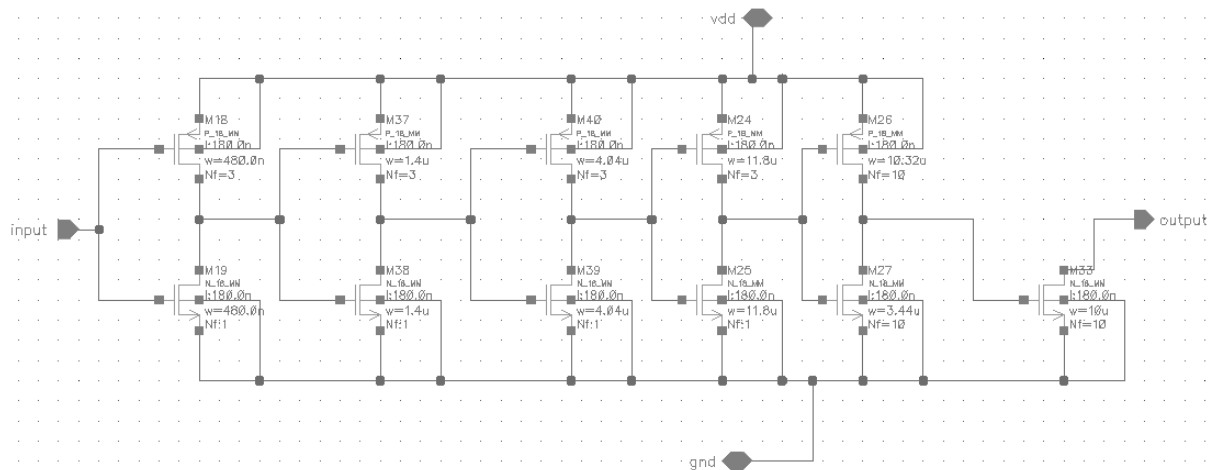 vdd
M18
P_18_MM
l:180.0n
w=480.0n
Nf=3
M37
P_18_MM
l:180.0n
w=1.4u
Nf=3
M40
P_18_MM
l:180.0n
w=4.04u
Nf=3
M24
P_18_MM
l:180.0n
w=11.8u
Nf=3
M26
P_18_MM
l:180.0n
w=10.32u
Nf=10
input
output
M19
N_18_MM
l:180.0n
w=480.0n
Nf:1
M38
N_18_MM
l:180.0n
w=1.4u
Nf:1
M39
N_18_MM
l:180.0n
w=4.04u
Nf:1
M25
N_18_MM
l:180.0n
w=11.8u
Nf:1
M27
N_18_MM
l:180.0n
w=3.44u
Nf=10
M33
N_18_MM
l:180.0n
w=10u
Nf=10
gnd